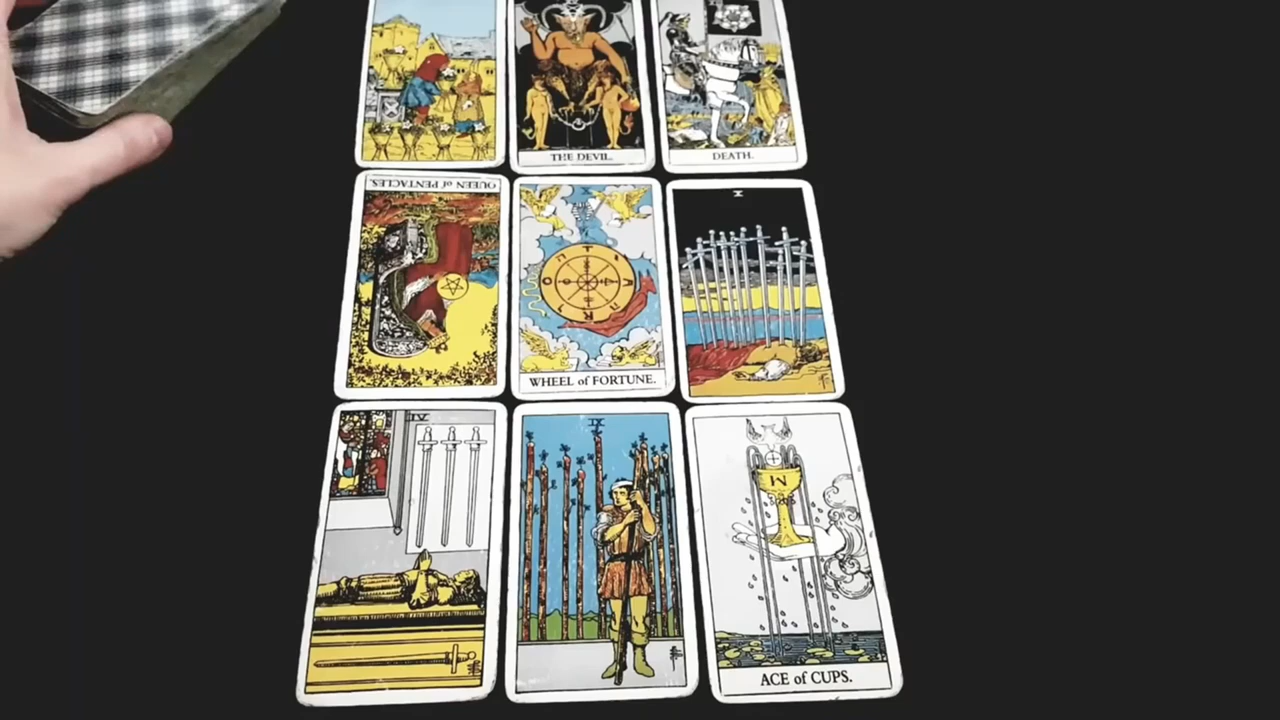 THE DEVIL.
DEATH.
QUEEN of PENTACLES.
X
X
WHEEL of FORTUNE.
ACE of CUPS.